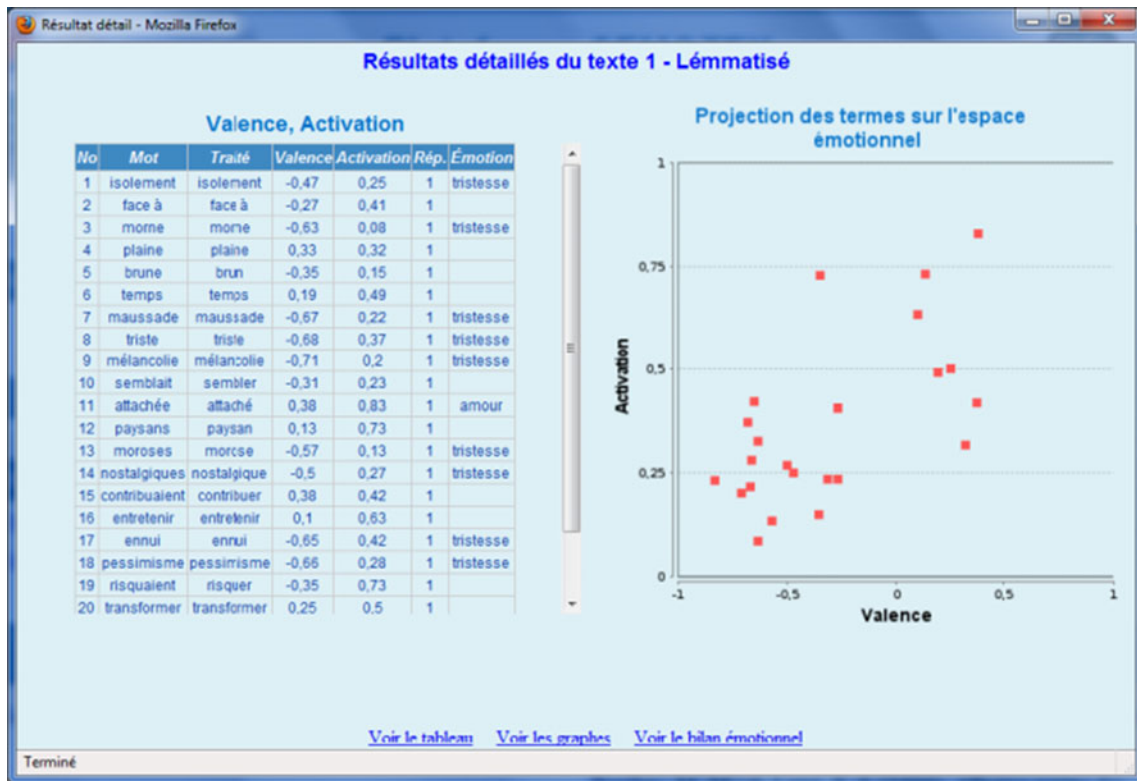 Résultat détail - Mozilla Firefox
Résultats détaillés du texte 1 - Lémmatisé
Valence, Activation
No Mot Traité Valence Activation Rép. Émotion
1 isolement isolement -0,47 0,25 1 tristesse
2 face à face à -0,27 0,41 1
3 morne morne -0,63 0,08 1 tristesse
4 plaine plaine 0,33 0,32 1
5 brune brun -0,35 0,15 1
6 temps temps 0,19 0,49 1
7 maussade maussade -0,67 0,22 1 tristesse
8 triste triste -0,68 0,37 1 tristesse
9 mélancolie mélancolie -0,71 0,2 1 tristesse
10 semblait sembler -0,31 0,23 1
11 attachée attaché 0,38 0,83 1 amour
12 paysans paysan 0,13 0,73 1
13 moroses morose -0,57 0,13 1 tristesse
14 nostalgiques nostalgique -0,5 0,27 1 tristesse
15 contribuaient contribuer 0,38 0,42 1
16 entretenir entretenir 0,1 0,63 1
17 ennui ennui -0,65 0,42 1 tristesse
18 pessimisme pessimisme -0,66 0,28 1 tristesse
19 risquaient risquer -0,35 0,73 1
20 transformer transformer 0,25 0,5 1
Projection des termes sur l'espace
émotionnel
1
0,75
0,5
0,25
0
Activation
-1 -0,5 0 0,5 1
Valence
Voir le tableau Voir les graphes Voir le bilan émotionnel
Terminé